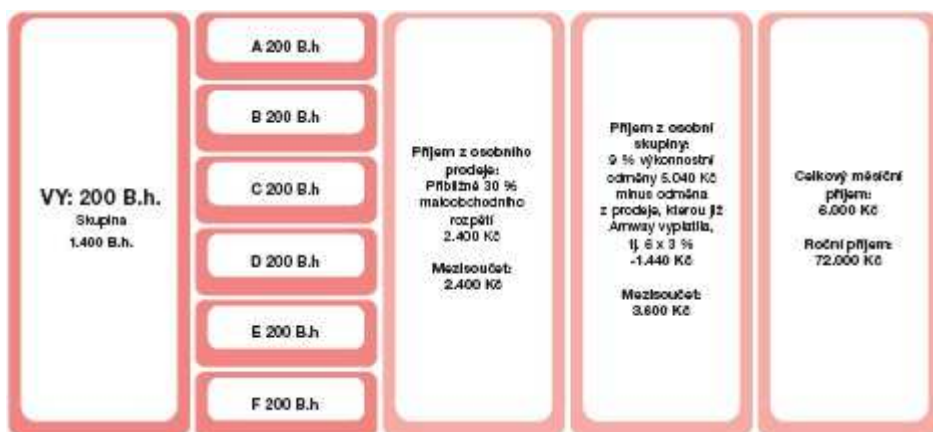 VY: 200 B.h.
Skupina
1.400 B.h.
A 200 B.h
B 200 B.h
C 200 B.h
D 200 B.h
E 200 B.h
F 200 B.h
Příjem z osobního
prodeje:
Přibližně 30 %
maloobchodního
rozpětí
2.400 Kč
Mezisoučet:
2.400 Kč
Příjem z osobní
skupiny:
9 % výkonnostní
odměny 5.040 Kč
minus odměna
z prodeje, kterou již
Amway vyplatila,
tj. 6 x 3 %
-1.440 Kč
Mezisoučet:
3.600 Kč
Celkový měsíční
příjem:
6.000 Kč
Roční příjem:
72.000 Kč